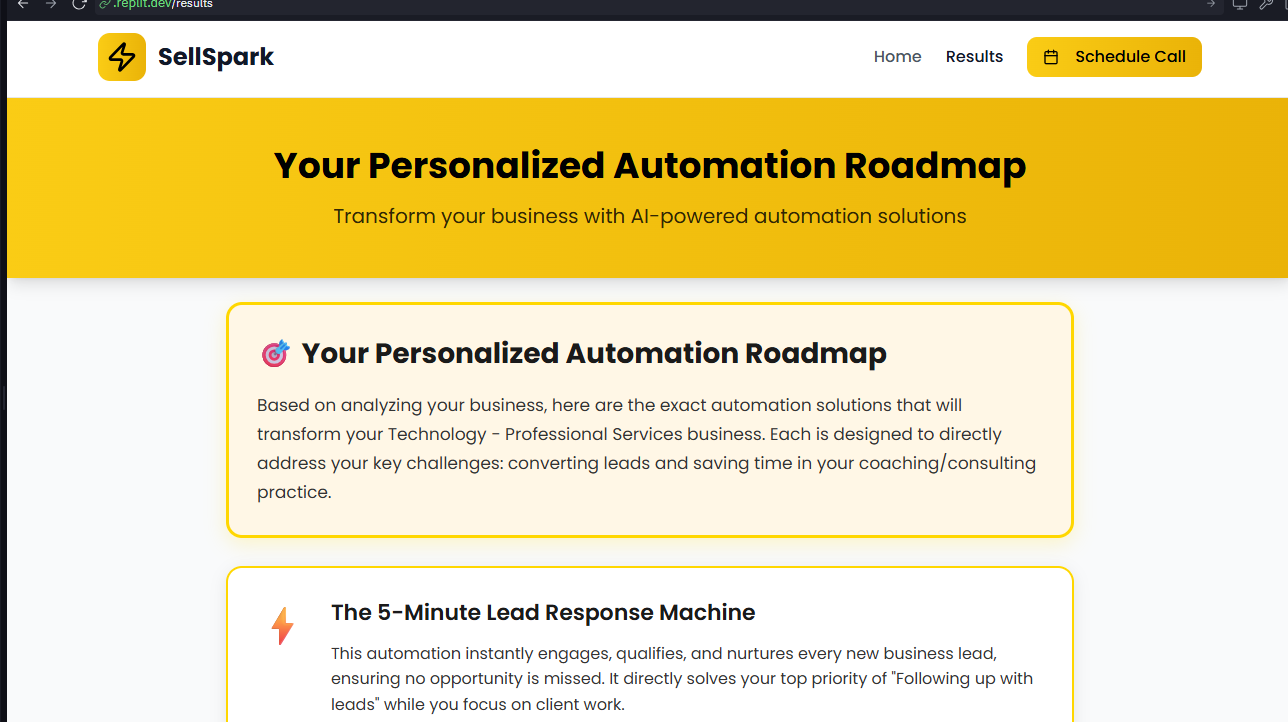 .replit.dev/results
SellSpark
Home
Results
Schedule Call
Your Personalized Automation Roadmap
Transform your business with AI-powered automation solutions
Your Personalized Automation Roadmap
Based on analyzing your business, here are the exact automation solutions that will
transform your Technology - Professional Services business. Each is designed to directly
address your key challenges: converting leads and saving time in your coaching/consulting
practice.
The 5-Minute Lead Response Machine
This automation instantly engages, qualifies, and nurtures every new business lead,
ensuring no opportunity is missed. It directly solves your top priority of "Following up with
leads" while you focus on client work.